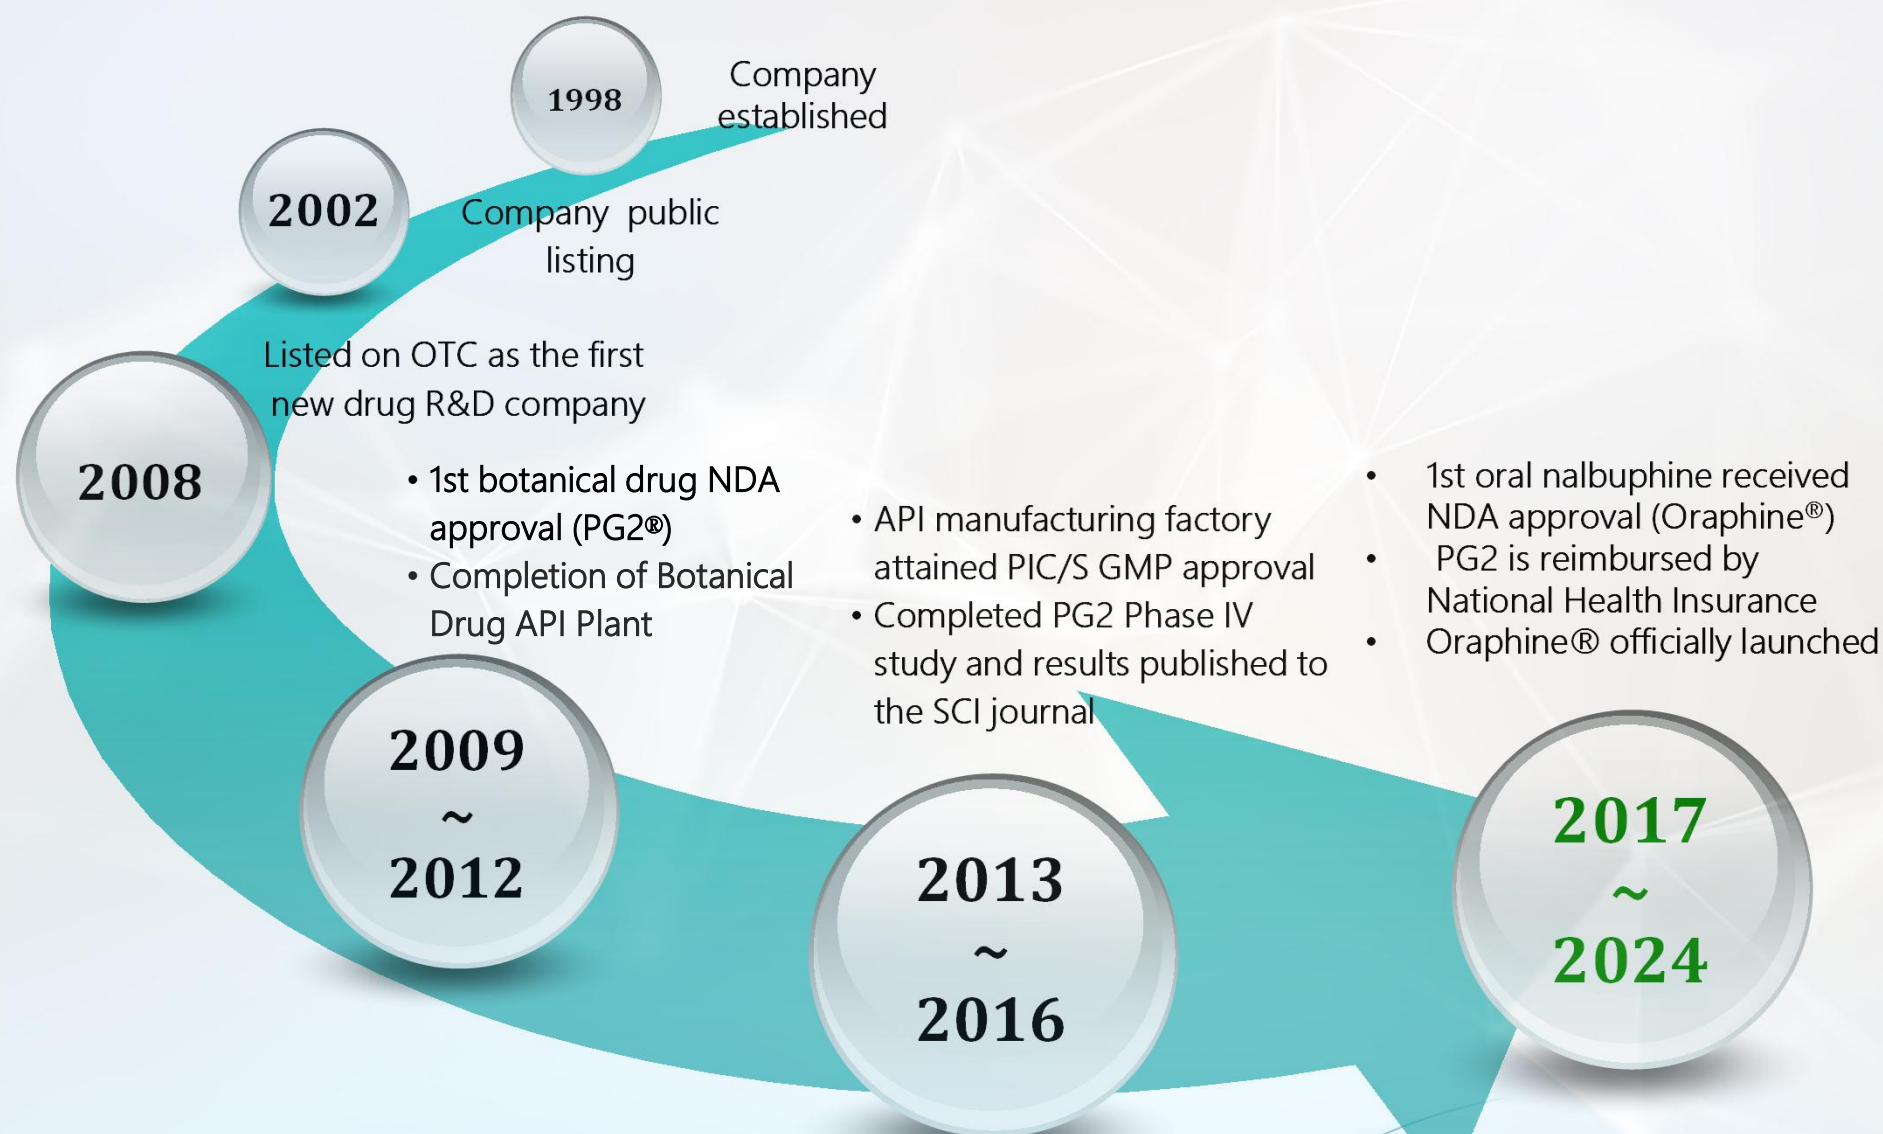 1998
Company
established
2002
Company public
listing
2008
Listed on OTC as the first
new drug R&D company
2009
~
2012
• 1st botanical drug NDA
approval (PG2®)
• Completion of Botanical
Drug API Plant
2013
~
2016
• API manufacturing factory
attained PIC/S GMP approval
• Completed PG2 Phase IV
study and results published to
the SCI journal
2017
~
2024
• 1st oral nalbuphine received
NDA approval (Oraphine®)
• PG2 is reimbursed by
National Health Insurance
• Oraphine® officially launched